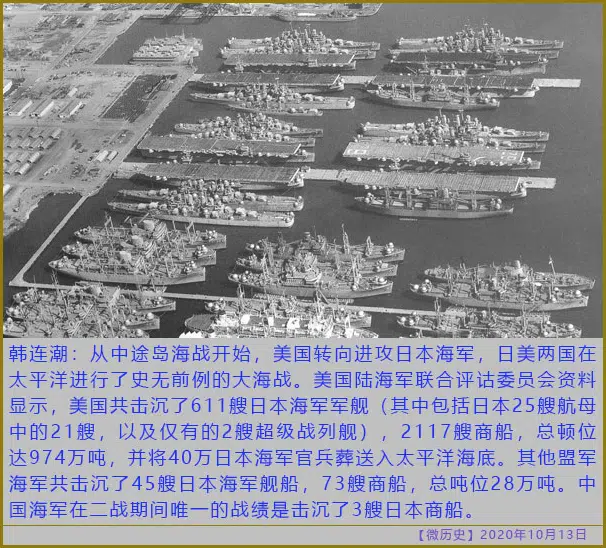 韩连潮：从中途岛海战开始，美国转向进攻日本海军，日美两国在
太平洋进行了史无前例的大海战。美国陆海军联合评诂委员会资料
显示，美国共击沉了611艘日本海军军舰（其中包括日本25艘航母
中的21艘，以及仅有的2艘超级战列舰），2117艘商船，总顿位
达974万吨，并将40万日本海军官兵葬送入太平洋海底。其他盟军
海军共击沉了45艘日本海军舰船，73艘商船，总吨位28万吨。中
国海军在二战期间唯一的战绩是击沉了3艘日本商船。
【微历史】2020年10月13日